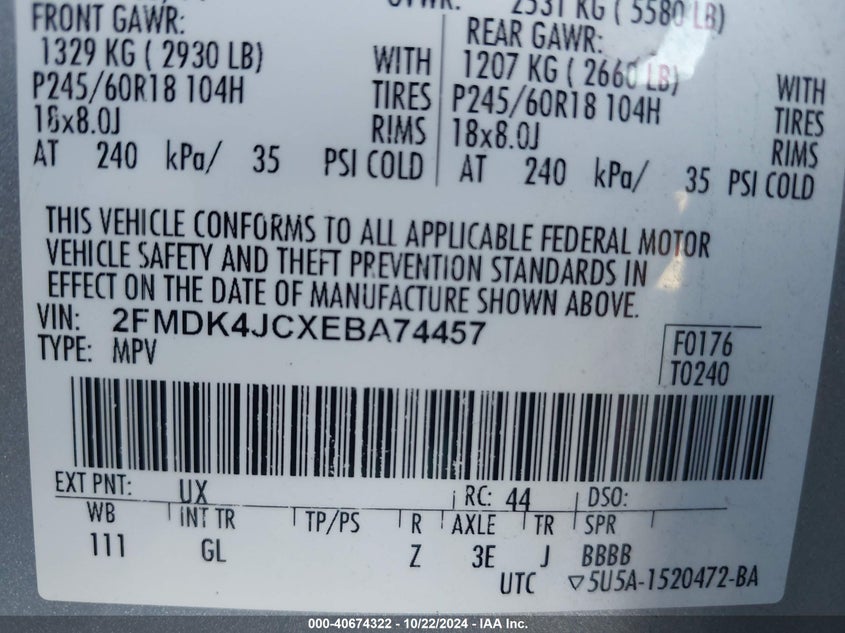 FRONT GAWR:
1329 KG ( 2930 LB) WITH
P245/60R18 104H TIRES
18x8.0J RIMS
AT 240 kPa/ 35 PSI COLD
2531 KG ( 5580 LB)
REAR GAWR:
1207 KG ( 2660 LB) WITH
P245/60R18 104H TIRES
18x8.0J RIMS
AT 240 kPa/ 35 PSI COLD
THIS VEHICLE CONFORMS TO ALL APPLICABLE FEDERAL MOTOR
VEHICLE SAFETY AND THEFT PREVENTION STANDARDS IN
EFFECT ON THE DATE OF MANUFACTURE SHOWN ABOVE.
VIN: 2FMDK4JCXEBA74457
TYPE: MPV
F0176
T0240
EXT PNT: UX RC: 44 DSO:
WB INT TR TP/PS R AXLE TR SPR
111 GL Z 3E J BBBB
UTC ▽5U5A-1520472-BA
000-40674322 - 10/22/2024 - IAA Inc.